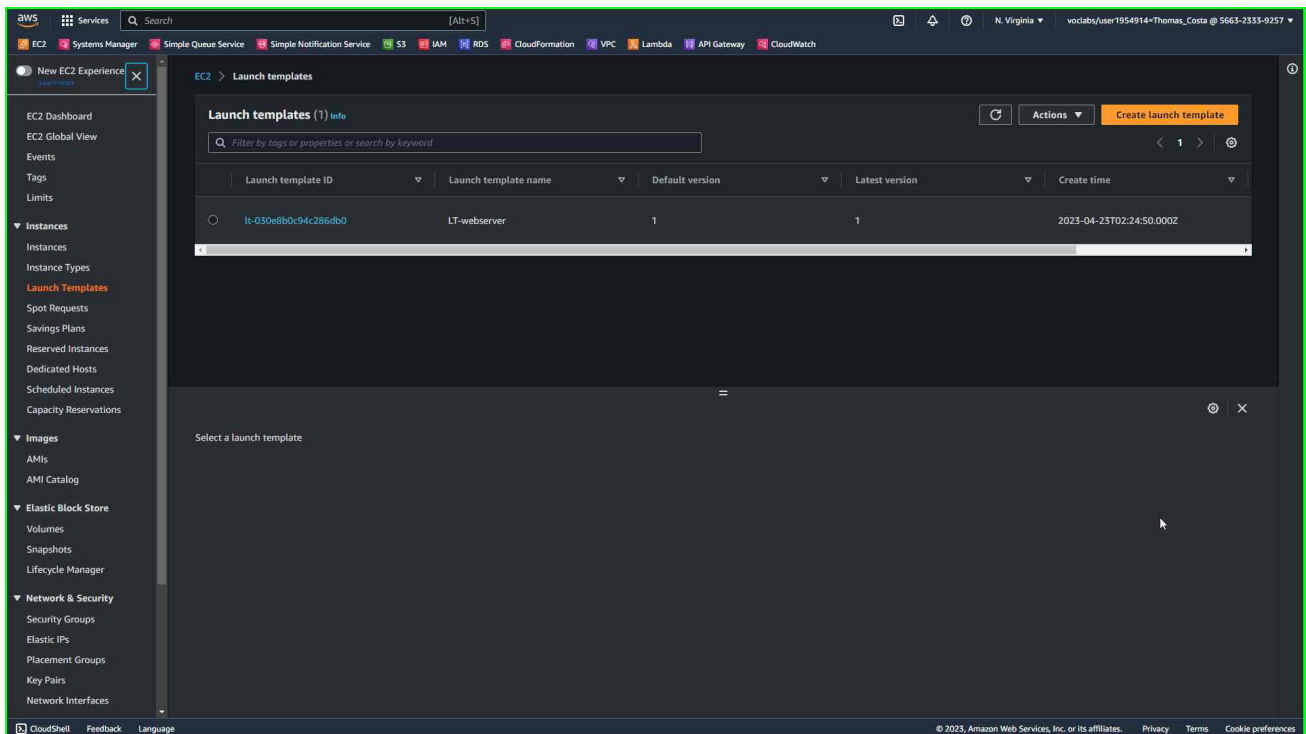 aws Services Search [Alt+S] N. Virginia voclabs/user1954914=Thomas_Costa @ 5663-2333-9257
EC2 Systems Manager Simple Queue Service Simple Notification Service S3 IAM RDS CloudFormation VPC Lambda API Gateway CloudWatch
New EC2 Experience
Learn more
EC2 Dashboard
EC2 Global View
Events
Tags
Limits
Instances
Instances
Instance Types
Launch Templates
Spot Requests
Savings Plans
Reserved Instances
Dedicated Hosts
Scheduled Instances
Capacity Reservations
Images
AMIs
AMI Catalog
Elastic Block Store
Volumes
Snapshots
Lifecycle Manager
Network & Security
Security Groups
Elastic IPs
Placement Groups
Key Pairs
Network Interfaces
EC2 > Launch templates
Launch templates (1) Info Actions Create launch template
Filter by tags or properties or search by keyword 1
Launch template ID Launch template name Default version Latest version Create time
lt-030e8b0c94c286db0 LT-webserver 1 1 2023-04-23T02:24:50.000Z
Select a launch template
CloudShell Feedback Language © 2023, Amazon Web Services, Inc. or its affiliates. Privacy Terms Cookie preferences